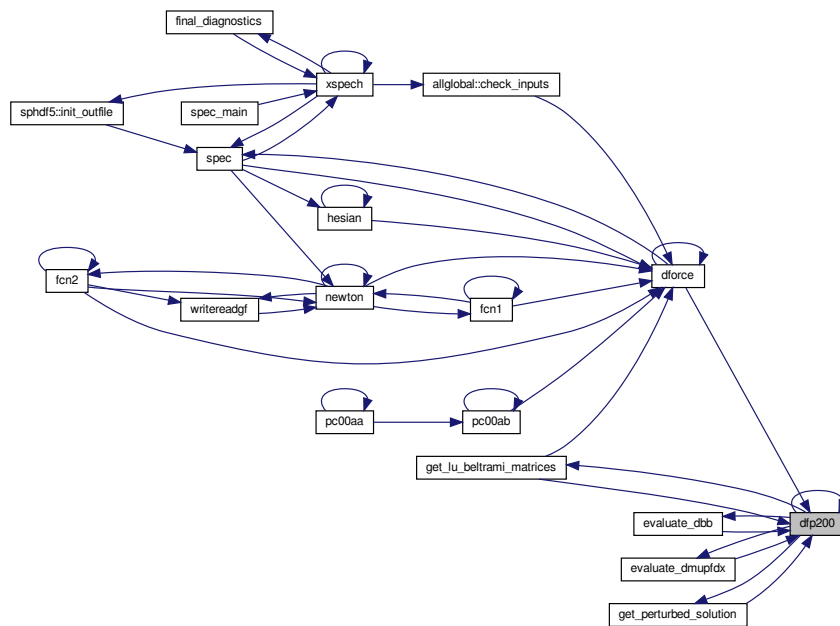 final_diagnostics
xspech
allglobal::check_inputs
sphdf5::init_outfile
spec_main
spec
hesian
dforce
fcn2
newton
writereadgf
fcn1
pc00aa
pc00ab
get_lu_beltrami_matrices
evaluate_dbb
dfp200
evaluate_dmupfdx
get_perturbed_solution